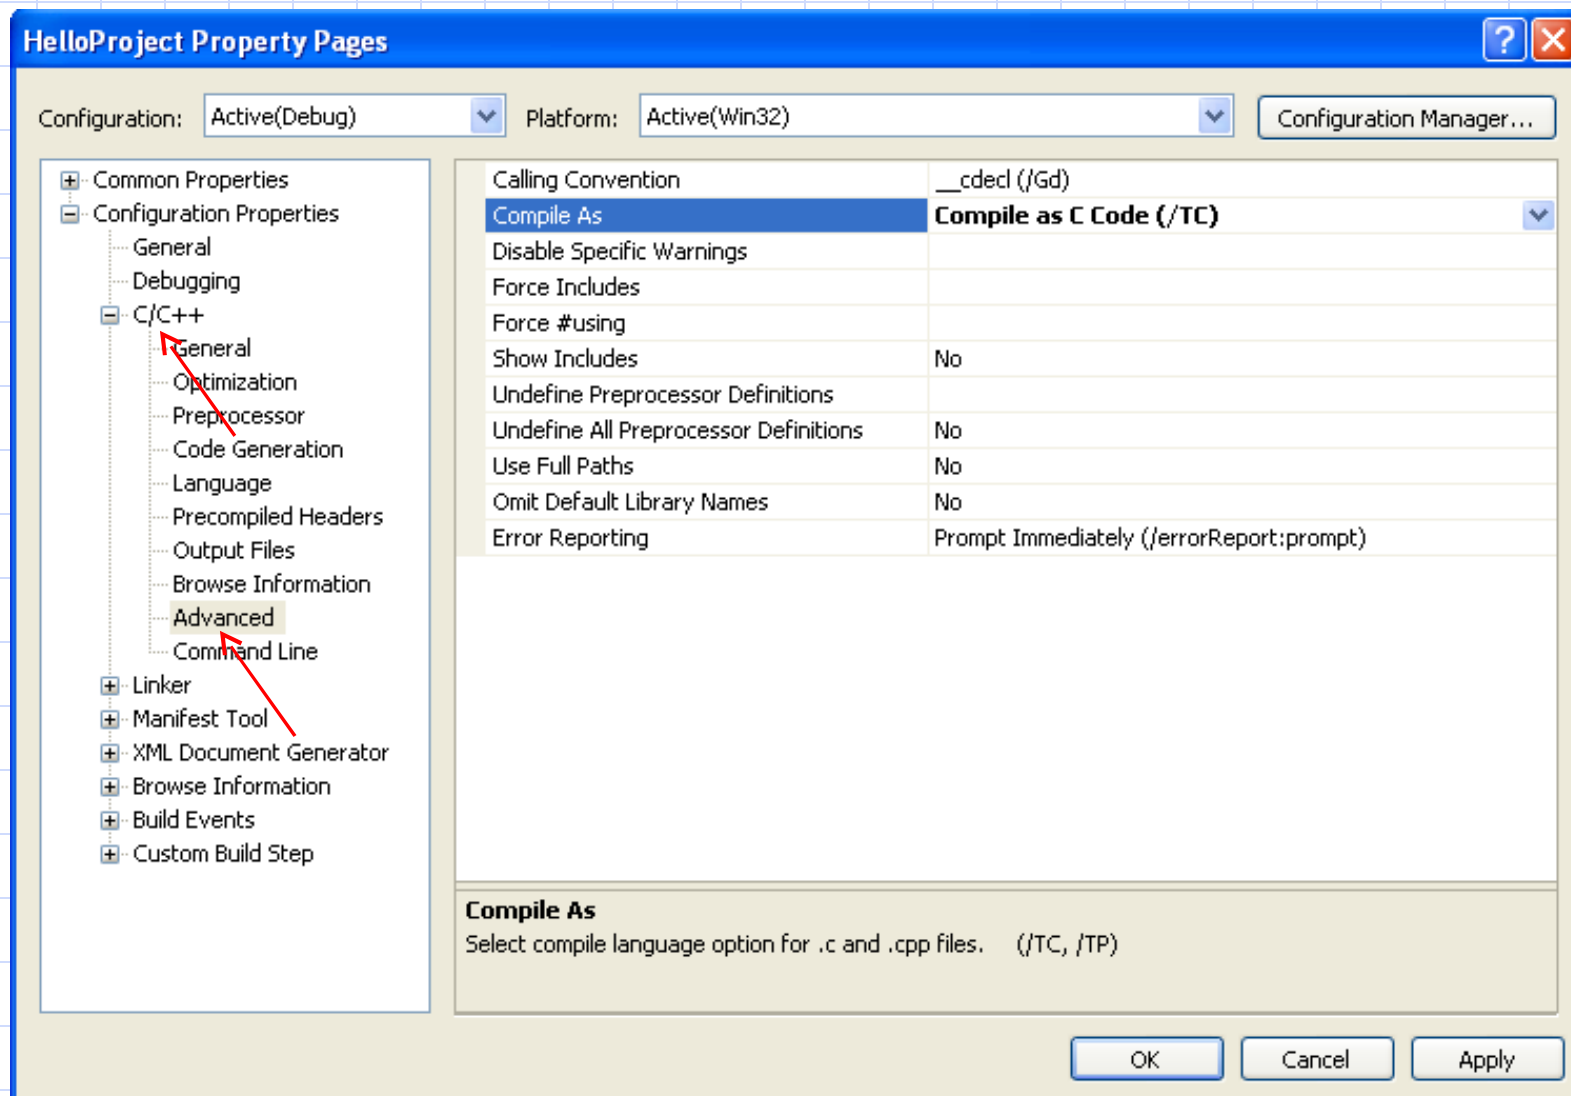 HelloProject Property Pages
Configuration: Active(Debug) Platform: Active(Win32) Configuration Manager...
Common Properties
Configuration Properties
General
Debugging
C/C++
General
Optimization
Preprocessor
Code Generation
Language
Precompiled Headers
Output Files
Browse Information
Advanced
Command Line
Linker
Manifest Tool
XML Document Generator
Browse Information
Build Events
Custom Build Step
Calling Convention __cdecl (/Gd)
Compile As Compile as C Code (/TC)
Disable Specific Warnings
Force Includes
Force #using
Show Includes No
Undefine Preprocessor Definitions
Undefine All Preprocessor Definitions No
Use Full Paths No
Omit Default Library Names No
Error Reporting Prompt Immediately (/errorReport:prompt)
Compile As
Select compile language option for .c and .cpp files. (/TC, /TP)
OK Cancel Apply